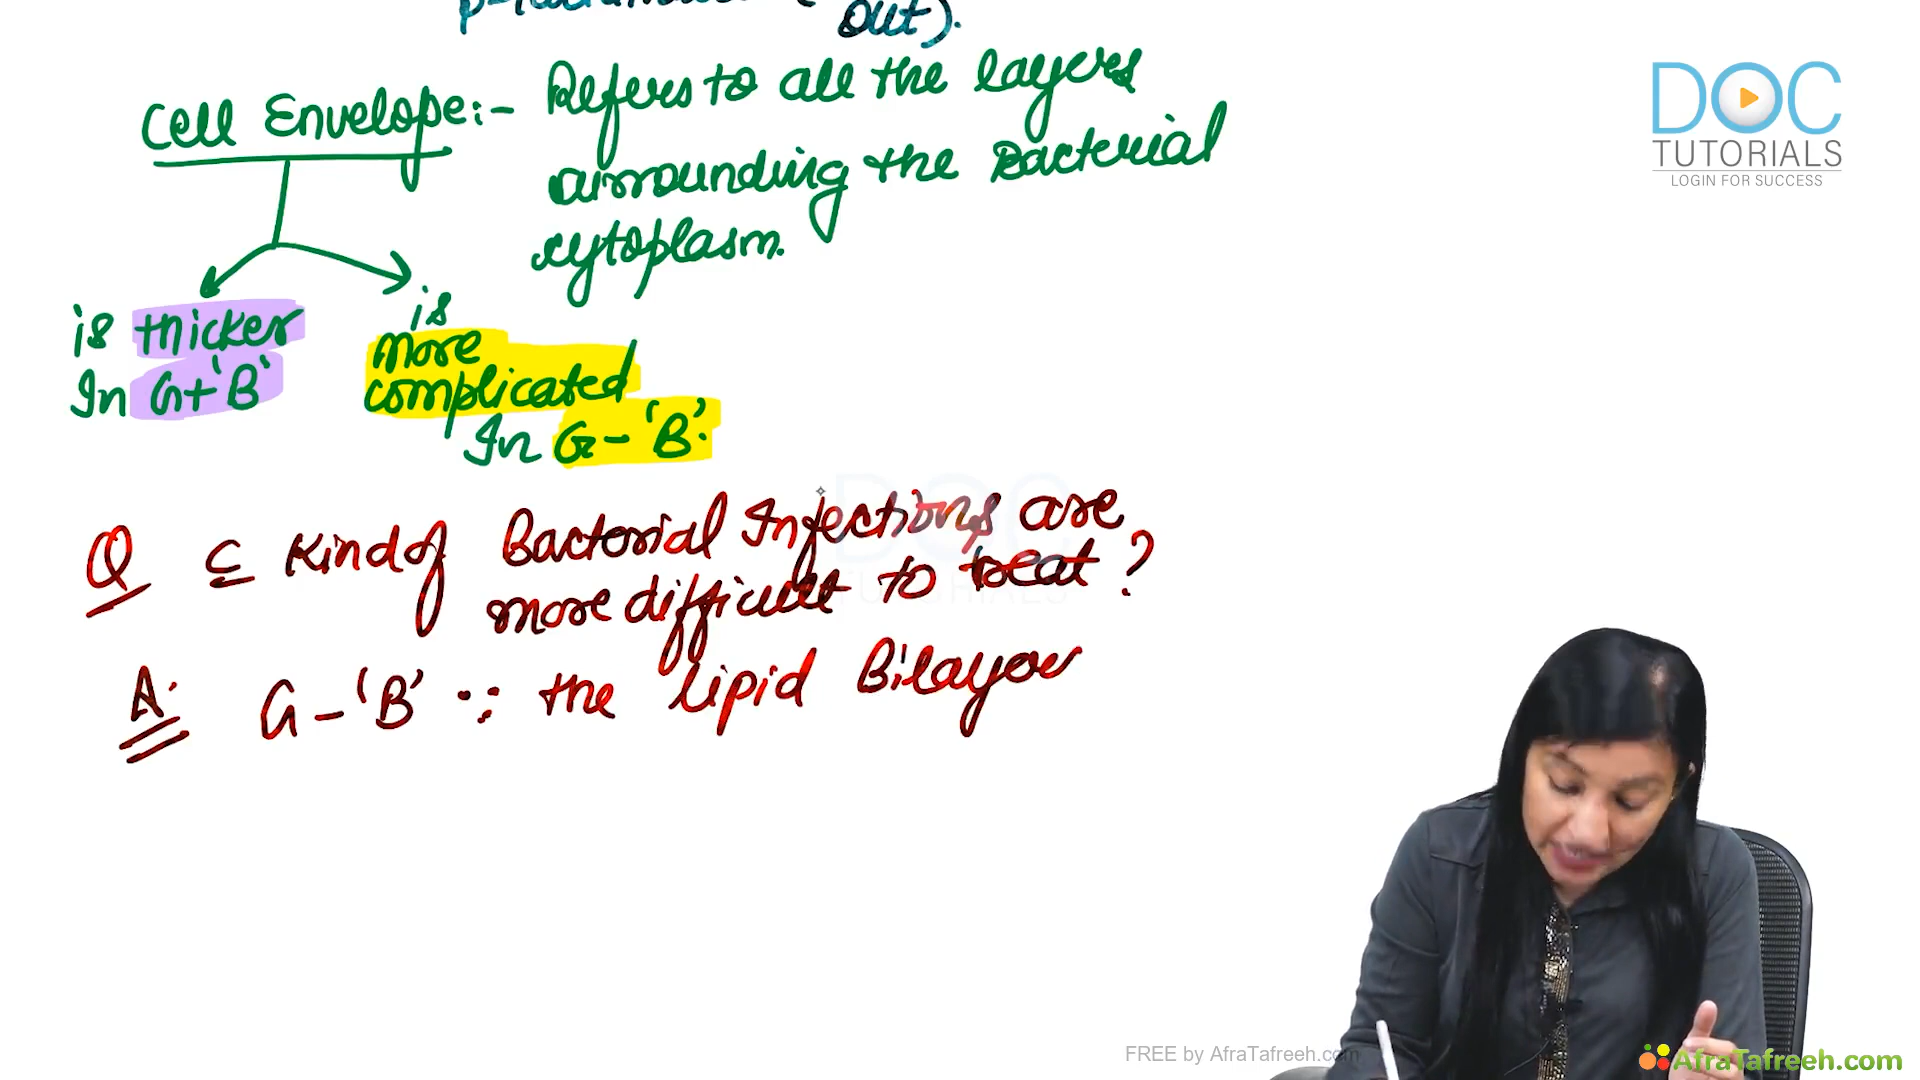 out).
Cell Envelope:- Refers to all the layers
surrounding the Bacterial
cytoplasm.
is thicker
In G+'B'
is
more
complicated
In G-'B'.
Q ⊆ Kind of Bacterial Infections are
more difficult to treat?
A. G-'B' ∵ the lipid Bilayer
DOC
TUTORIALS
LOGIN FOR SUCCESS
DOC
TUTORIALS
FREE by AfraTafreeh.com
AfraTafreeh.com